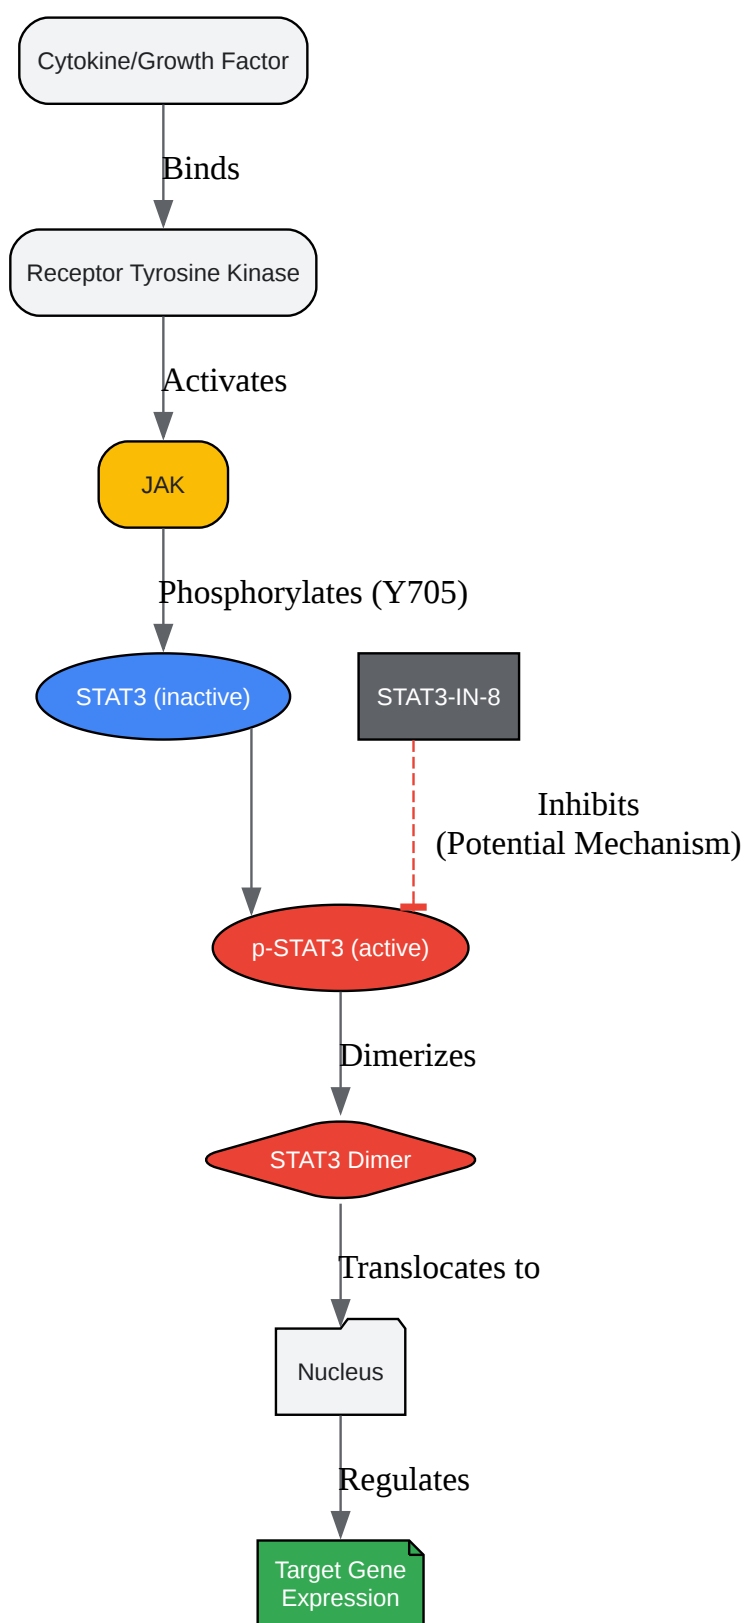 Cytokine/Growth Factor
Binds
Receptor Tyrosine Kinase
Activates
JAK
Phosphorylates (Y705)
STAT3 (inactive)
STAT3-IN-8
Inhibits
(Potential Mechanism)
p-STAT3 (active)
Dimerizes
STAT3 Dimer
Translocates to
Nucleus
Regulates
Target Gene
Expression